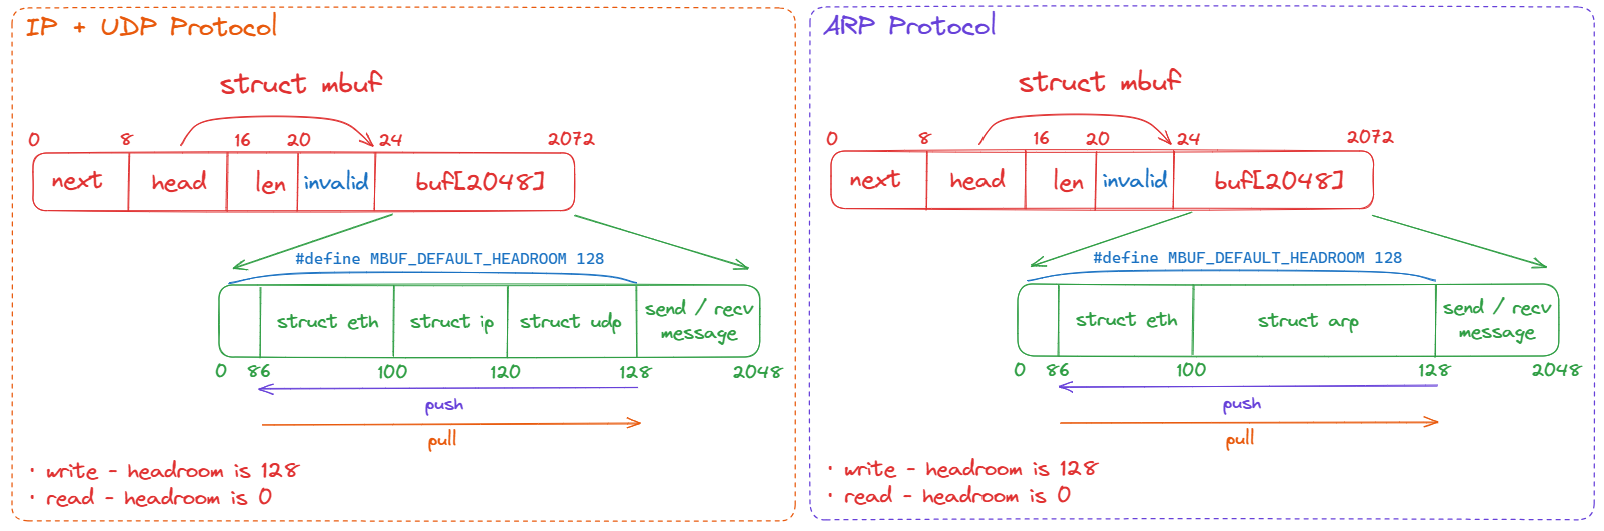 IP + UDP Protocol
struct mbuf
0 8 16 20 24 2072
next head len invalid buf[2048]
#define MBUF_DEFAULT_HEADROOM 128
struct eth struct ip struct udp send / recv
message
0 86 100 120 128 2048
push
pull
· write - headroom is 128
· read - headroom is 0
ARP Protocol
struct mbuf
0 8 16 20 24 2072
next head len invalid buf[2048]
#define MBUF_DEFAULT_HEADROOM 128
struct eth struct arp send / recv
message
0 86 100 128 2048
push
pull
· write - headroom is 128
· read - headroom is 0